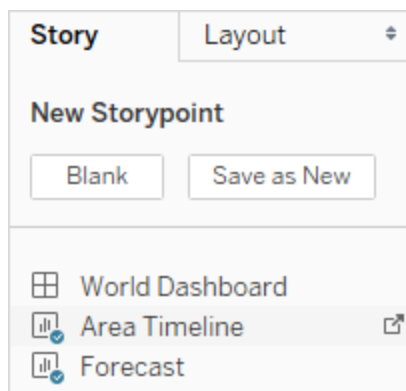 Story Layout
New Storypoint
Blank Save as New
World Dashboard
Area Timeline
Forecast